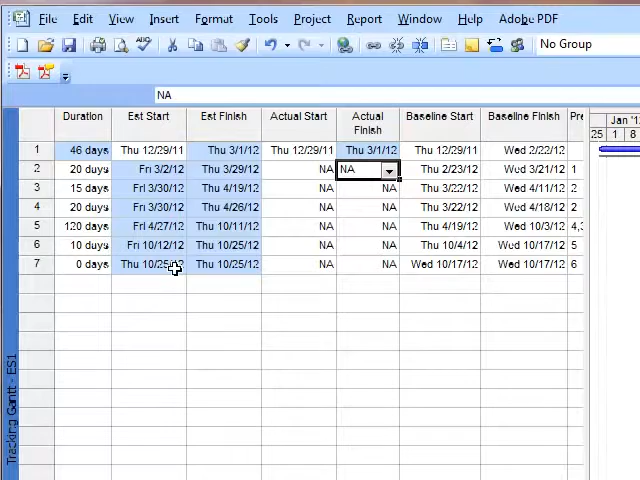 File Edit View Insert Format Tools Project Report Window Help Adobe PDF
No Group
NA
Duration Est Start Est Finish Actual Start Actual Finish Baseline Start Baseline Finish Pre Jan '1
25 1 8
1 46 days Thu 12/29/11 Thu 3/1/12 Thu 12/29/11 Thu 3/1/12 Thu 12/29/11 Wed 2/22/12
2 20 days Fri 3/2/12 Thu 3/29/12 NA NA Thu 2/23/12 Wed 3/21/12 1
3 15 days Fri 3/30/12 Thu 4/19/12 NA NA Thu 3/22/12 Wed 4/11/12 2
4 20 days Fri 3/30/12 Thu 4/26/12 NA NA Thu 3/22/12 Wed 4/18/12 2
5 120 days Fri 4/27/12 Thu 10/11/12 NA NA Thu 4/19/12 Wed 10/3/12 4,3
6 10 days Fri 10/12/12 Thu 10/25/12 NA NA Thu 10/4/12 Wed 10/17/12 5
7 0 days Thu 10/25/12 Thu 10/25/12 NA NA Wed 10/17/12 Wed 10/17/12 6
Tracking Gantt - ES1